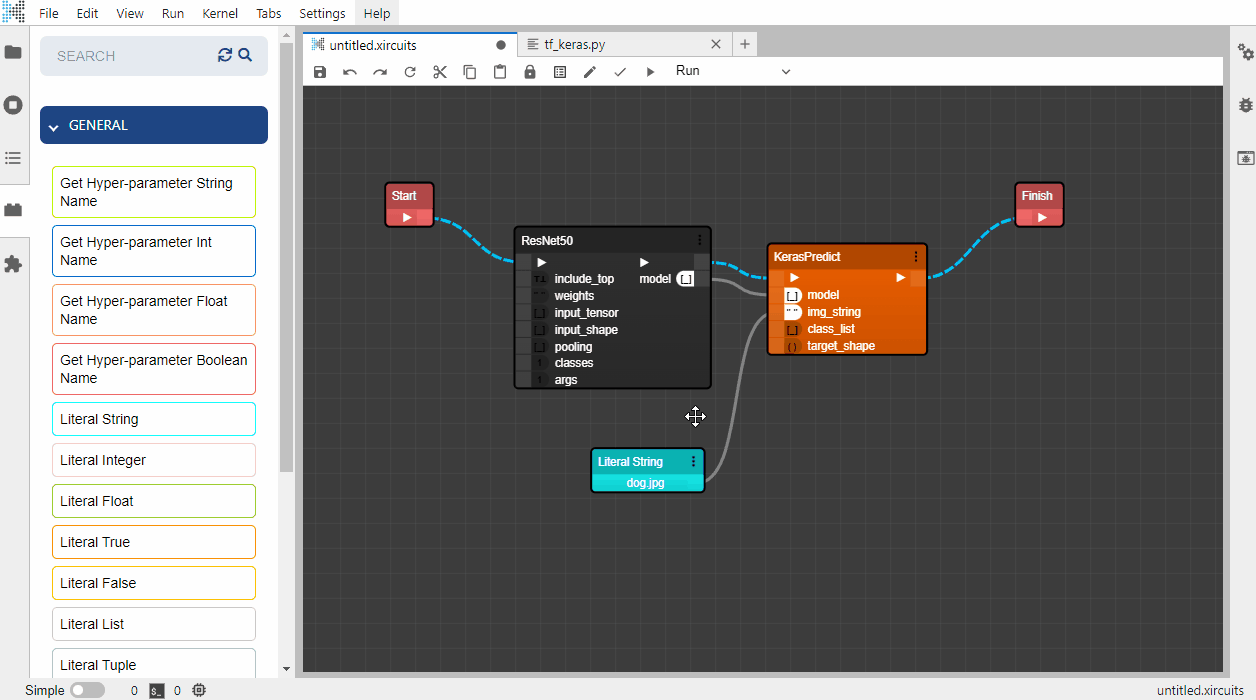 File Edit View Run Kernel Tabs Settings Help
SEARCH
untitled.xircuits
tf_keras.py
Run
GENERAL
Get Hyper-parameter String
Name
Get Hyper-parameter Int
Name
Get Hyper-parameter Float
Name
Get Hyper-parameter Boolean
Name
Literal String
Literal Integer
Literal Float
Literal True
Literal False
Literal List
Literal Tuple
Start
ResNet50
include_top model [_]
" " weights
[_] input_tensor
[_] input_shape
[_] pooling
1 classes
1 args
Literal String
dog.jpg
KerasPredict
[_] model
" " img_string
[_] class_list
( ) target_shape
Finish
Simple 0 $_ 0 untitled.xircuits